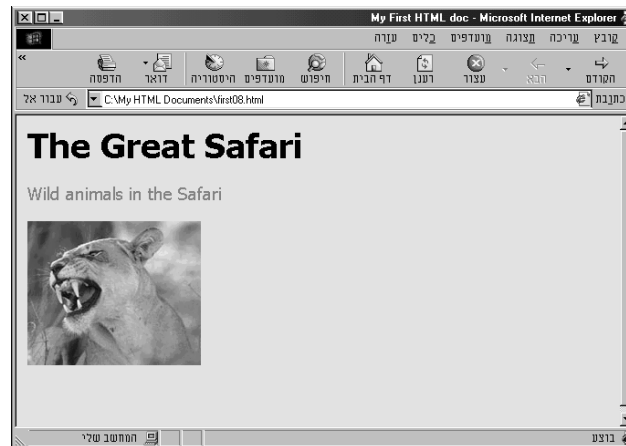 My First HTML doc - Microsoft Internet Explorer
קובץ עריכה תצוגה מועדפים כלים עזרה
הקודם הבא עצור רענן דף הבית חיפוש מועדפים היסטוריה דואר הדפסה
כתובת C:\My HTML Documents\first08.html עבור אל
The Great Safari
Wild animals in the Safari
בוצע המחשב שלי